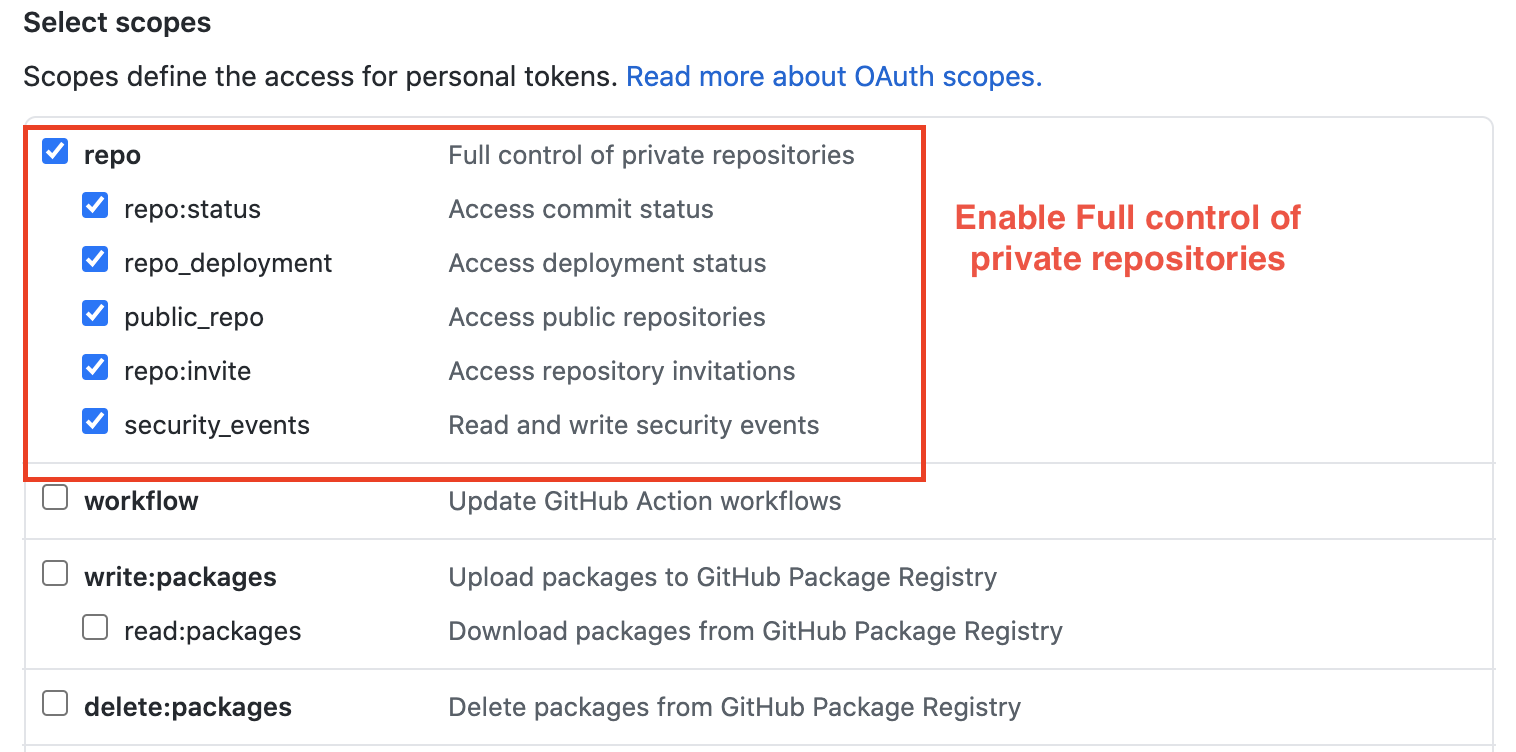 Select scopes
Scopes define the access for personal tokens. Read more about OAuth scopes.
repo Full control of private repositories
repo:status Access commit status
Enable Full control of
private repositories
repo_deployment Access deployment status
public_repo Access public repositories
repo:invite Access repository invitations
security_events Read and write security events
workflow Update GitHub Action workflows
write:packages Upload packages to GitHub Package Registry
read:packages Download packages from GitHub Package Registry
delete:packages Delete packages from GitHub Package Registry